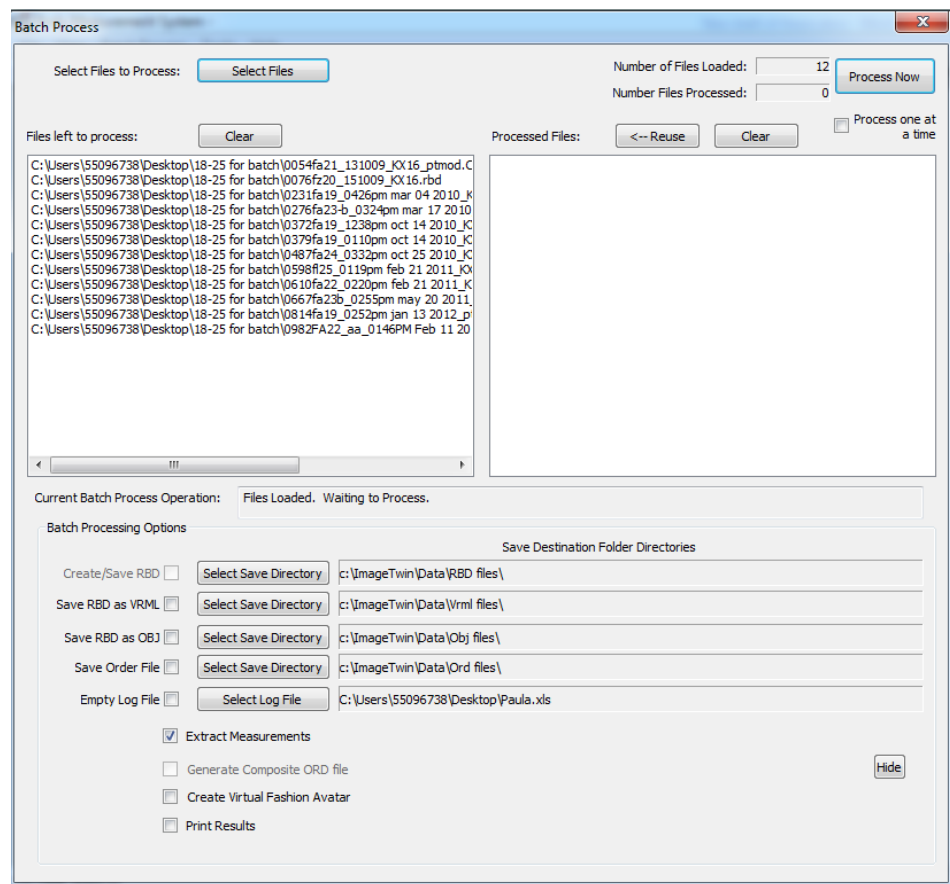 Batch Process
Select Files to Process:
Select Files
Number of Files Loaded:
12
Process Now
Number Files Processed:
0
Files left to process:
Clear
Processed Files:
<-- Reuse
Clear
Process one at
a time
C:\Users\55096738\Desktop\18-25 for batch\0054fa21_131009_KX16_ptmod.C
C:\Users\55096738\Desktop\18-25 for batch\0076fz20_151009_KX16.rbd
C:\Users\55096738\Desktop\18-25 for batch\0231fa19_0426pm mar 04 2010_K
C:\Users\55096738\Desktop\18-25 for batch\0276fa23-b_0324pm mar 17 2010
C:\Users\55096738\Desktop\18-25 for batch\0372fa19_1238pm oct 14 2010_KC
C:\Users\55096738\Desktop\18-25 for batch\0379fa19_0110pm oct 14 2010_KC
C:\Users\55096738\Desktop\18-25 for batch\0487fa24_0332pm oct 25 2010_KC
C:\Users\55096738\Desktop\18-25 for batch\0598fl25_0119pm feb 21 2011_KX
C:\Users\55096738\Desktop\18-25 for batch\0610fa22_0220pm feb 21 2011_K
C:\Users\55096738\Desktop\18-25 for batch\0667fa23b_0255pm may 20 2011_
C:\Users\55096738\Desktop\18-25 for batch\0814fa19_0252pm jan 13 2012_p
C:\Users\55096738\Desktop\18-25 for batch\0982FA22_aa_0146PM Feb 11 20
Current Batch Process Operation:
Files Loaded. Waiting to Process.
Batch Processing Options
Save Destination Folder Directories
Create/Save RBD
Select Save Directory
c:\ImageTwin\Data\RBD files\
Save RBD as VRML
Select Save Directory
c:\ImageTwin\Data\Vrml files\
Save RBD as OBJ
Select Save Directory
c:\ImageTwin\Data\Obj files\
Save Order File
Select Save Directory
c:\ImageTwin\Data\Ord files\
Empty Log File
Select Log File
C:\Users\55096738\Desktop\Paula.xls
Extract Measurements
Generate Composite ORD file
Hide
Create Virtual Fashion Avatar
Print Results